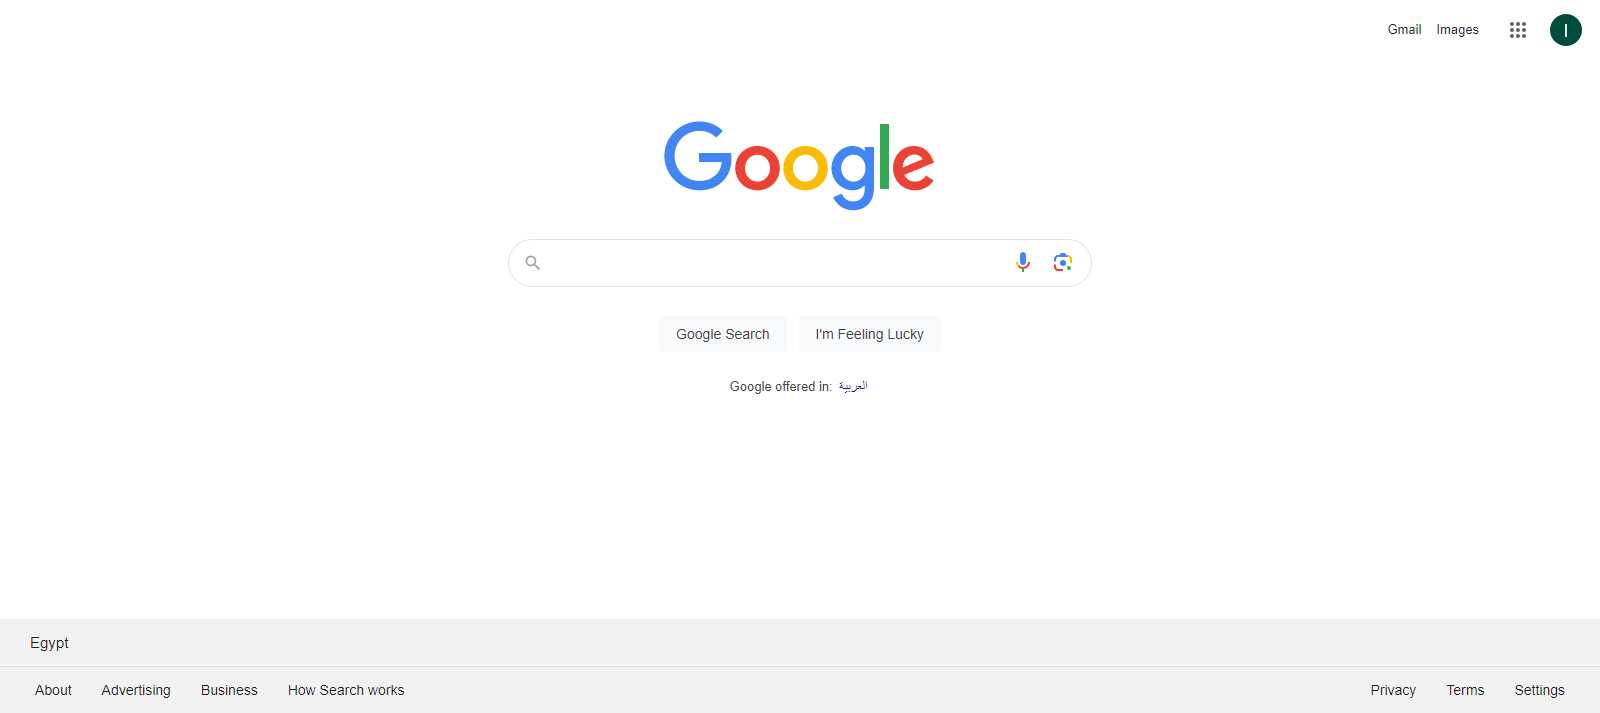 Gmail Images I
Google
Google Search I'm Feeling Lucky
Google offered in: العربية
Egypt
About Advertising Business How Search works Privacy Terms Settings